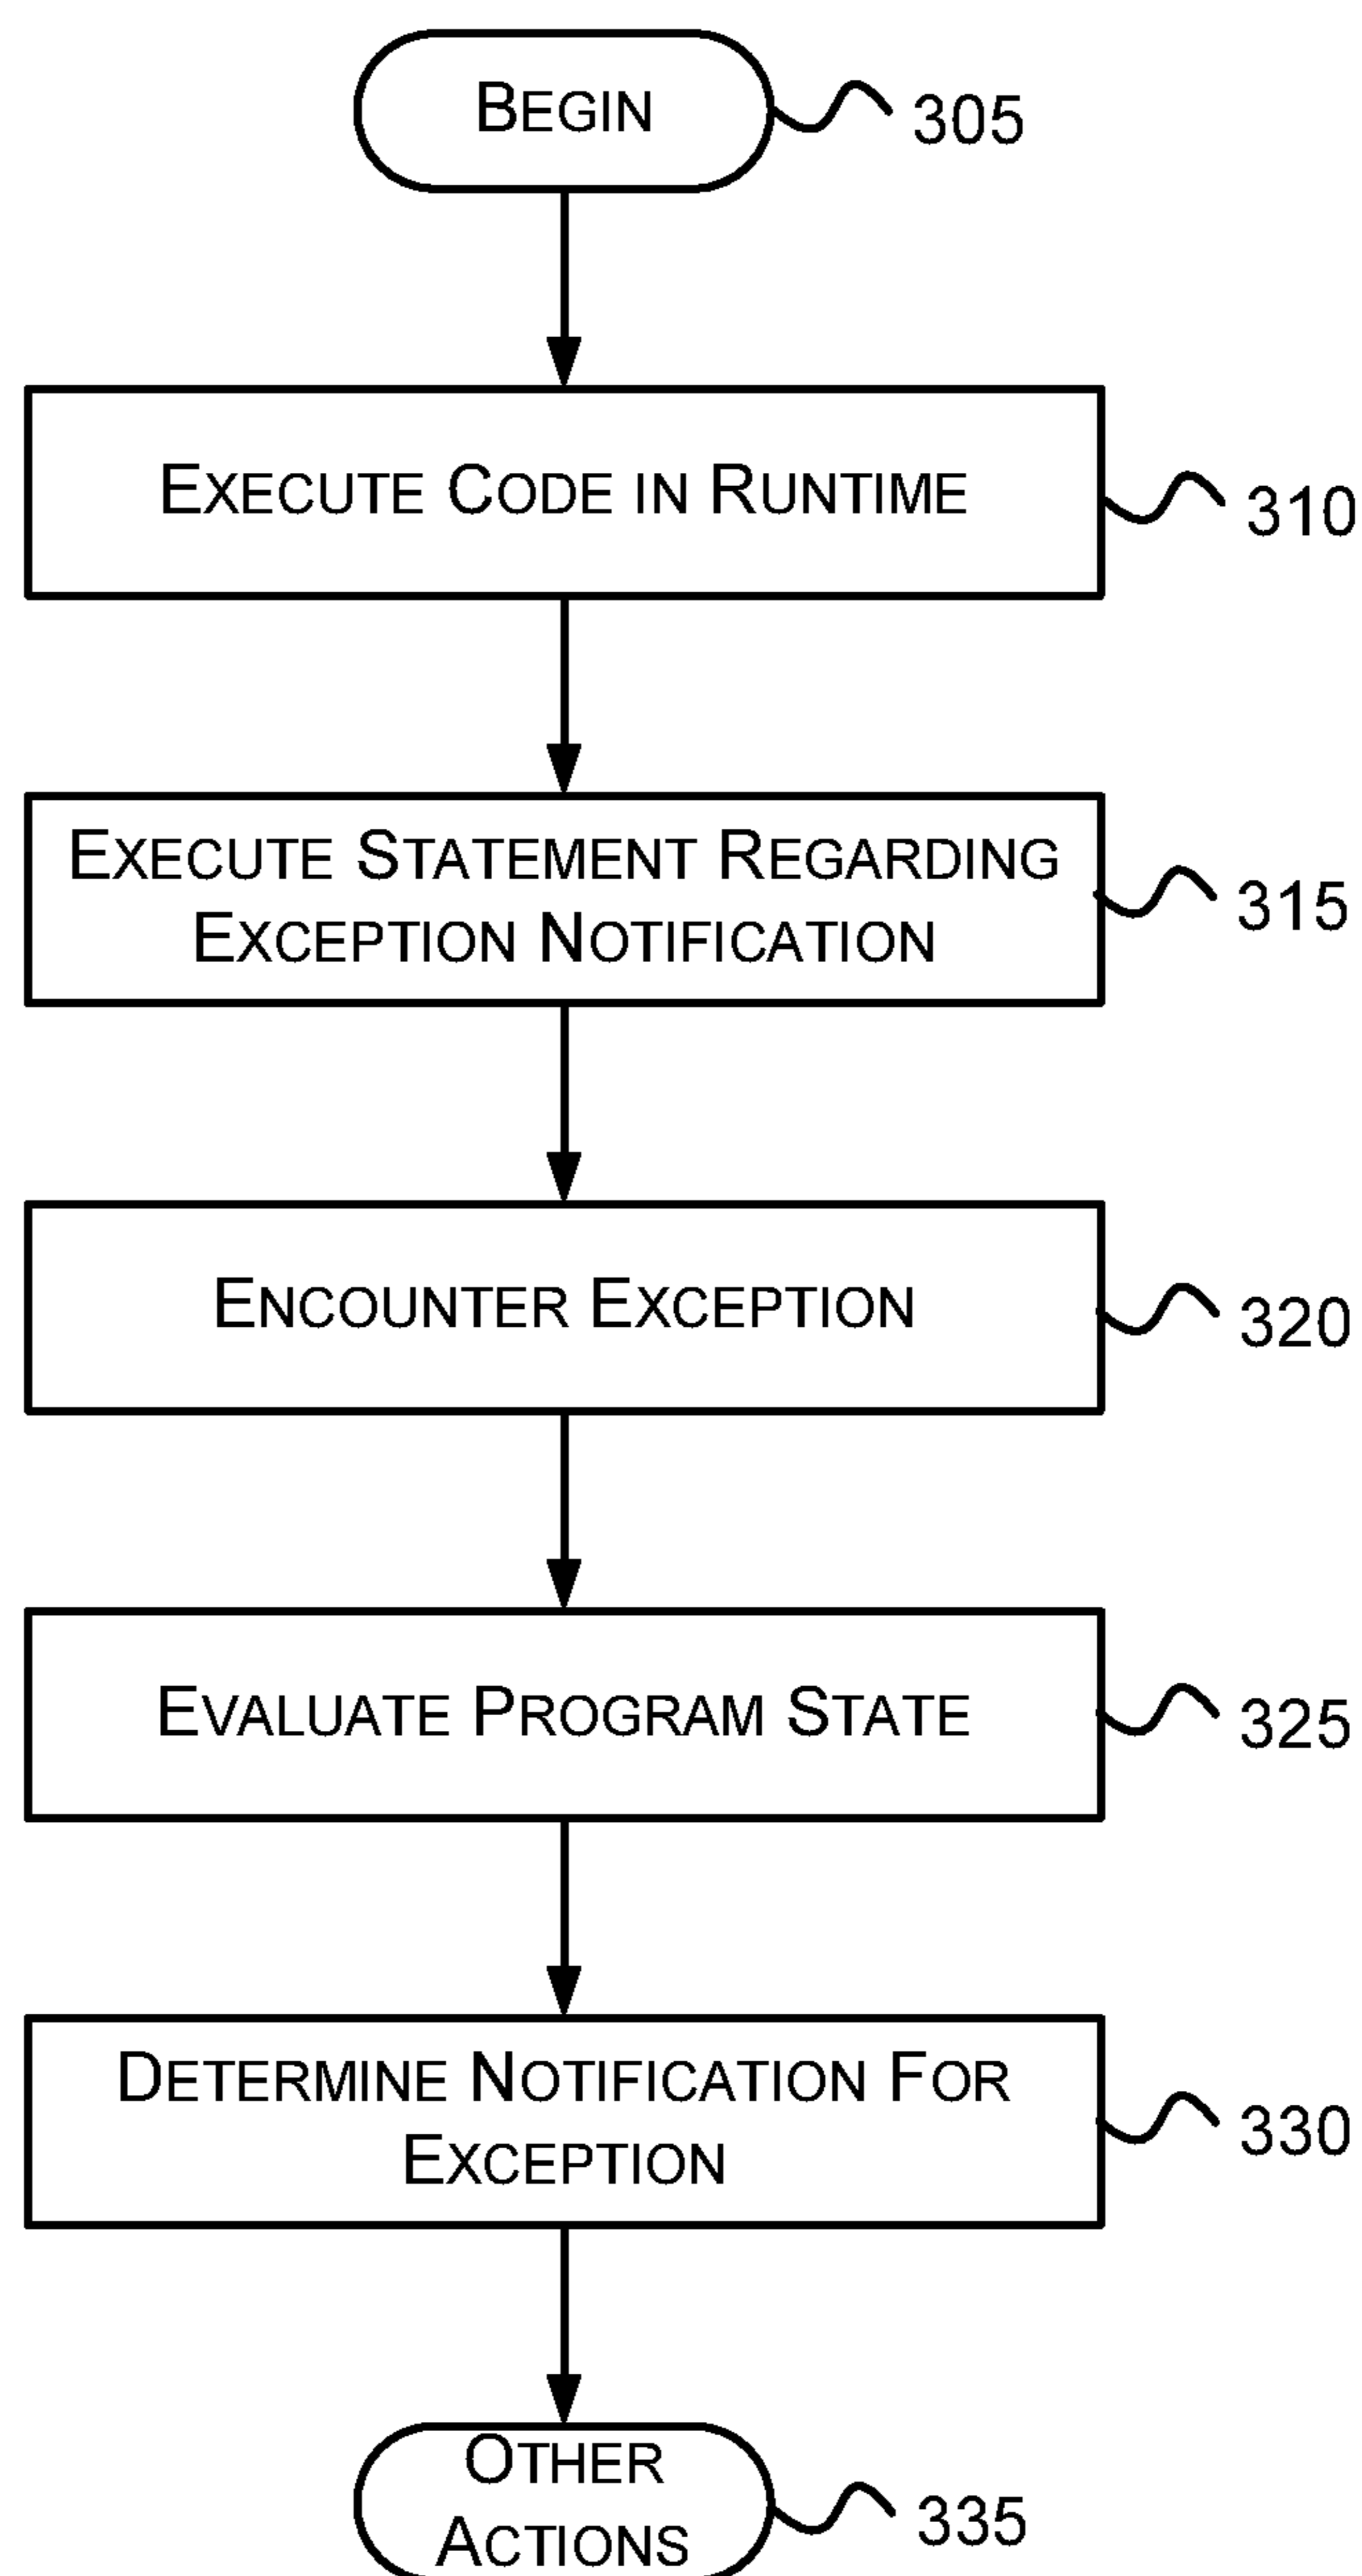 BEGIN
305
EXECUTE CODE IN RUNTIME
310
EXECUTE STATEMENT REGARDING
EXCEPTION NOTIFICATION
315
ENCOUNTER EXCEPTION
320
EVALUATE PROGRAM STATE
325
DETERMINE NOTIFICATION FOR
EXCEPTION
330
OTHER
ACTIONS
335